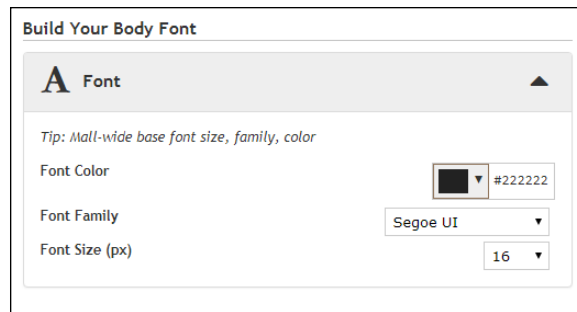 Build Your Body Font
A Font
Tip: Mall-wide base font size, family, color
Font Color
#222222
Font Family
Segoe UI
Font Size (px)
16